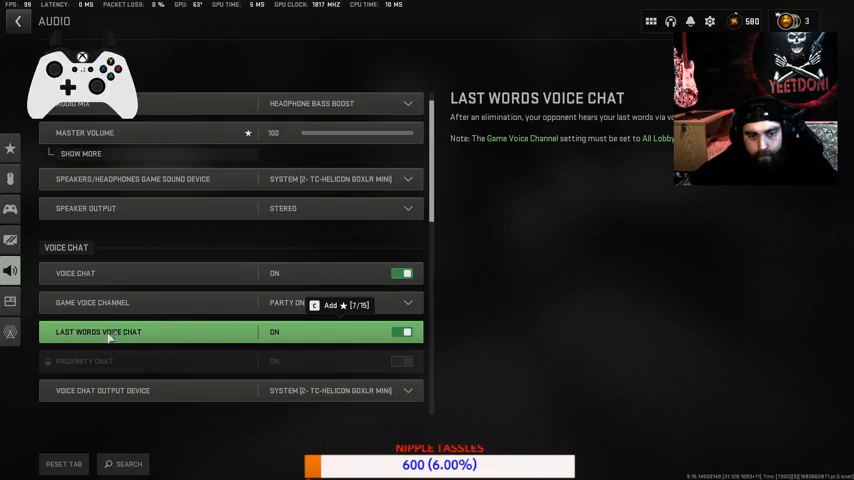 FPS: 99 LATENCY: 0 MS PACKET LOSS: 0 % GPU: 63° GPU TIME: 5 MS GPU CLOCK: 1817 MHZ CPU TIME: 10 MS
AUDIO
580
3
AUDIO MIX HEADPHONE BASS BOOST
MASTER VOLUME 100
SHOW MORE
SPEAKERS/HEADPHONES GAME SOUND DEVICE SYSTEM (2- TC-HELICON GOXLR MINI)
SPEAKER OUTPUT STEREO
VOICE CHAT
VOICE CHAT ON
GAME VOICE CHANNEL PARTY ON
C Add ★ [7/15]
LAST WORDS VOICE CHAT ON
PROXIMITY CHAT ON
VOICE CHAT OUTPUT DEVICE SYSTEM (2- TC-HELICON GOXLR MINI)
RESET TAB
SEARCH
LAST WORDS VOICE CHAT
After an elimination, your opponent hears your last words via
Note: The Game Voice Channel setting must be set to All Lobby
YEETDONI
NIPPLE TASSLES
600 (6.00%)